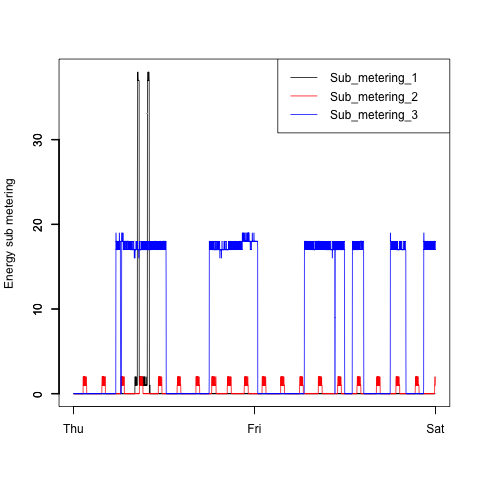 Sub_metering_1
Sub_metering_2
Sub_metering_3
Energy sub metering
30
20
10
0
Thu Fri Sat